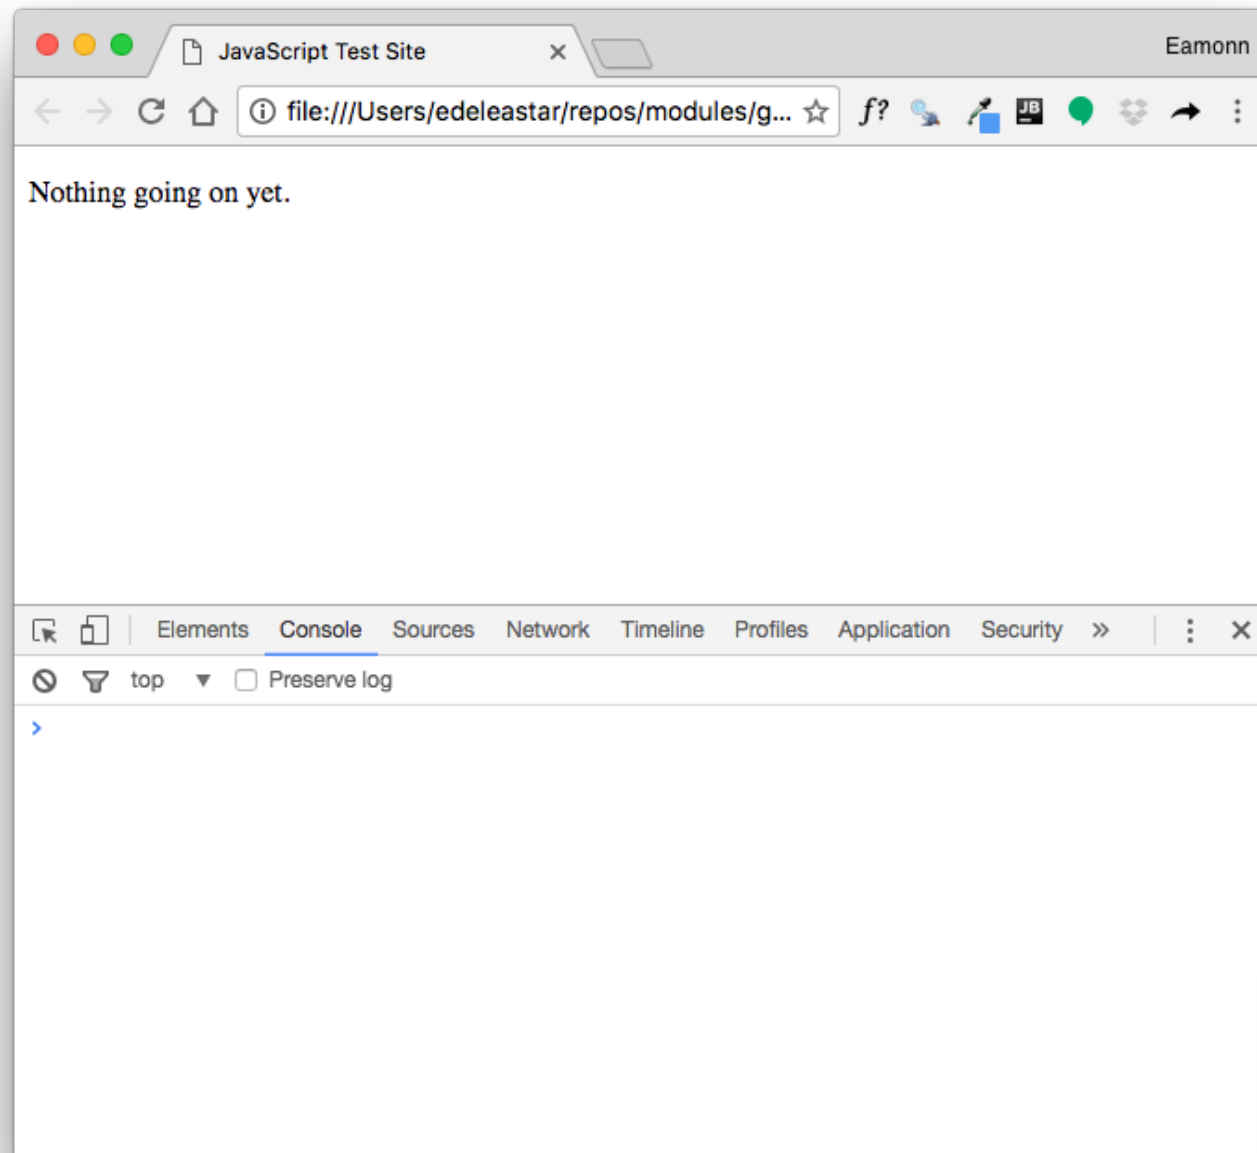 JavaScript Test Site
Eamonn
file:///Users/edeleastar/repos/modules/g...
f?
JB
Nothing going on yet.
Elements Console Sources Network Timeline Profiles Application Security »
top Preserve log